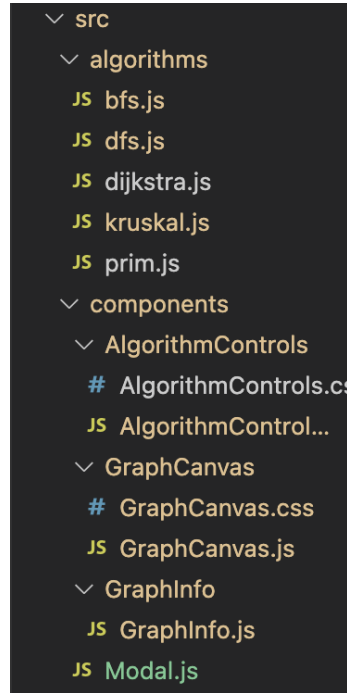 src
algorithms
JS bfs.js
JS dfs.js
JS dijkstra.js
JS kruskal.js
JS prim.js
components
AlgorithmControls
# AlgorithmControls.cs
JS AlgorithmControl...
GraphCanvas
# GraphCanvas.css
JS GraphCanvas.js
GraphInfo
JS GraphInfo.js
JS Modal.js